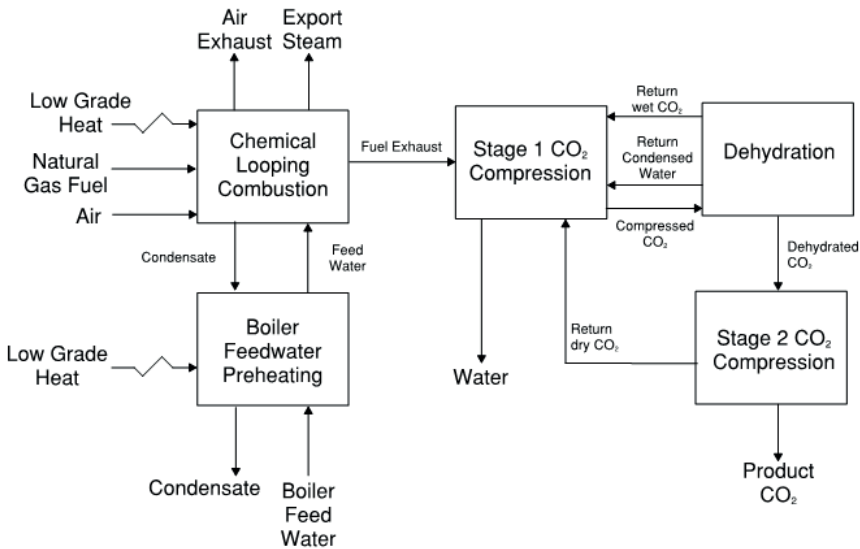 Air
Exhaust
Export
Steam
Low Grade
Heat
Natural
Gas Fuel
Air
Chemical
Looping
Combustion
Fuel Exhaust
Stage 1 CO₂
Compression
Return
wet CO₂
Return
Condensed
Water
Compressed
CO₂
Dehydration
Condensate
Feed
Water
Dehydrated
CO₂
Low Grade
Heat
Boiler
Feedwater
Preheating
Return
dry CO₂
Stage 2 CO₂
Compression
Water
Condensate
Boiler
Feed
Water
Product
CO₂